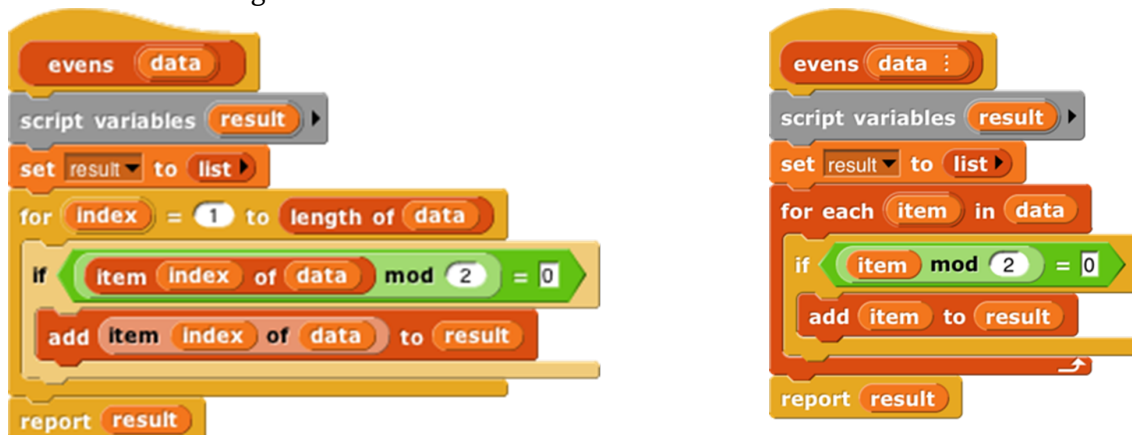 evens data
script variables result
set result to list
for index = 1 to length of data
if item index of data mod 2 = 0
add item index of data to result
report result
evens data ⋮
script variables result
set result to list
for each item in data
if item mod 2 = 0
add item to result
report result